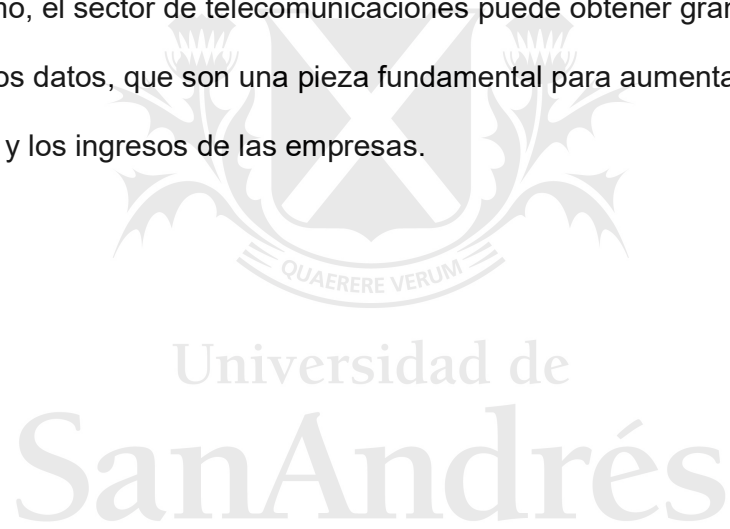 no, el sector de telecomunicaciones puede obtener gran
os datos, que son una pieza fundamental para aumenta
y los ingresos de las empresas.
QUAERERE VERUM
Universidad de
SanAndrés